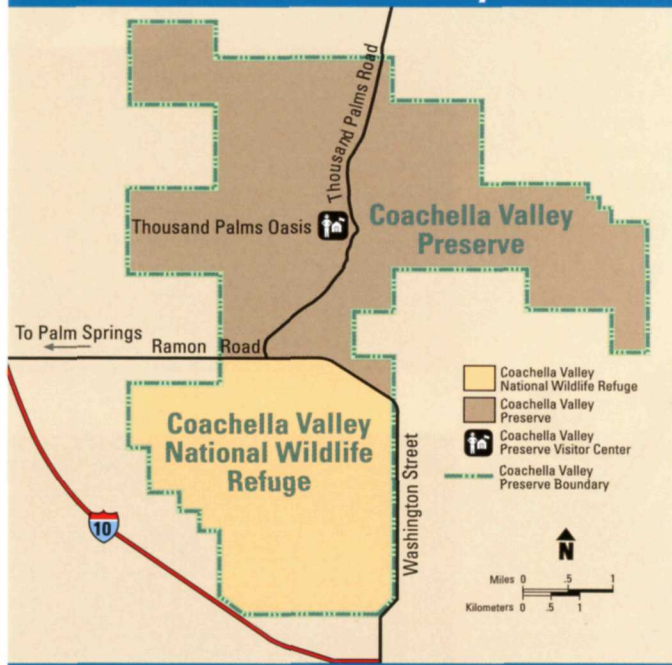 Thousand Palms Road
Thousand Palms Oasis
Coachella Valley
Preserve
To Palm Springs
Ramon Road
Coachella Valley
National Wildlife Refuge
Coachella Valley
Preserve
Coachella Valley
Preserve Visitor Center
Coachella Valley
Preserve Boundary
Coachella Valley
National Wildlife
Refuge
Washington Street
10
N
Miles 0 .5 1
Kilometers 0 .5 1